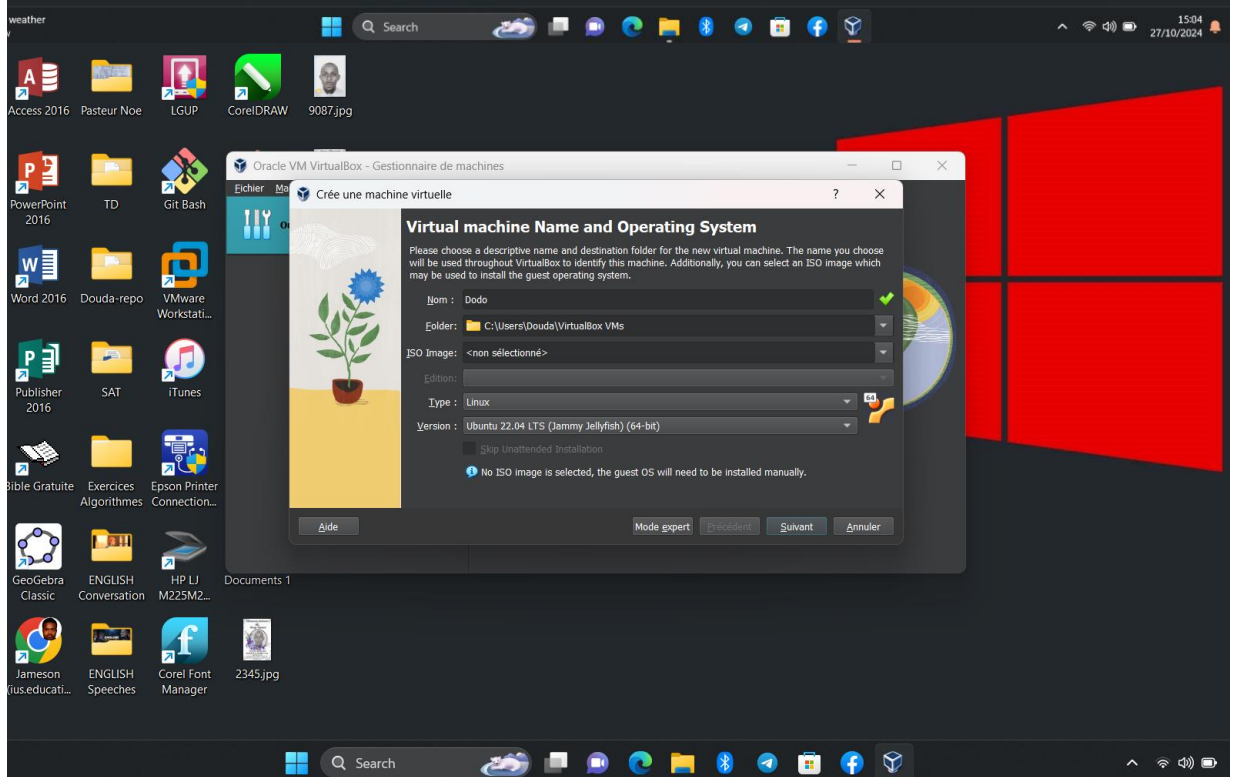 weather
Search
15:04
27/10/2024
Access 2016
Pasteur Noe
LGUP
CorelDRAW
9087.jpg
PowerPoint
2016
TD
Git Bash
Word 2016
Douda-repo
VMware
Workstati...
Publisher
2016
SAT
iTunes
Bible Gratuite
Exercices
Algorithmes
Epson Printer
Connection...
GeoGebra
Classic
ENGLISH
Conversation
HP LJ
M225M2...
Documents 1
Jameson
(ius.educati...
ENGLISH
Speeches
Corel Font
Manager
2345.jpg
Oracle VM VirtualBox - Gestionnaire de machines
Fichier Ma
Crée une machine virtuelle
?
Virtual machine Name and Operating System
Please choose a descriptive name and destination folder for the new virtual machine. The name you choose
will be used throughout VirtualBox to identify this machine. Additionally, you can select an ISO image which
may be used to install the guest operating system.
Nom : Dodo
Folder: C:\Users\Douda\VirtualBox VMs
ISO Image: <non sélectionné>
Edition:
Type : Linux
64
Version : Ubuntu 22.04 LTS (Jammy Jellyfish) (64-bit)
Skip Unattended Installation
No ISO image is selected, the guest OS will need to be installed manually.
Aide Mode expert Précédent Suivant Annuler
Search